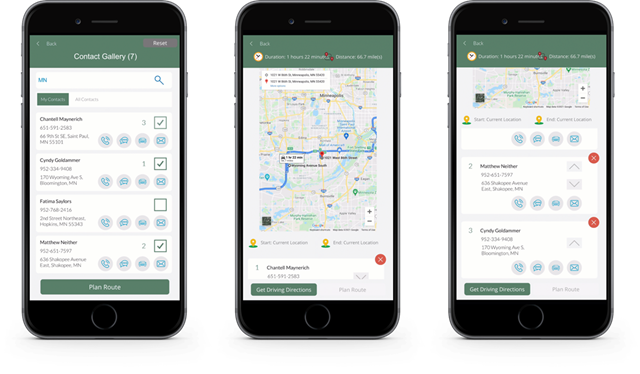 Back
Reset
Contact Gallery (7)
MN
My Contacts
All Contacts
Chantell Maynerich
3
651-591-2583
66 9th St SE, Saint Paul,
MN 55101
Cyndy Goldammer
1
952-334-9408
170 Wyoming Ave S,
Bloomington, MN
Fatima Saylors
952-768-2416
2nd Street Northeast,
Hopkins, MN 55343
Matthew Neither
2
952-651-7597
636 Shakopee Avenue
East, Shakopee, MN
Plan Route
Back
Duration: 1 hours 22 minutes
Distance: 66.7 mile(s)
Minneapolis
1 hr 22 min
Start: Current Location
End: Current Location
1
Chantell Maynerich
651-591-2583
Get Driving Directions
Plan Route
Back
Duration: 1 hours 22 minutes
Distance: 66.7 mile(s)
Start: Current Location
End: Current Location
2
Matthew Neither
952-651-7597
636 Shakopee Avenue
East, Shakopee, MN
3
Cyndy Goldammer
952-334-9408
170 Wyoming Ave S,
Bloomington, MN
Get Driving Directions
Plan Route